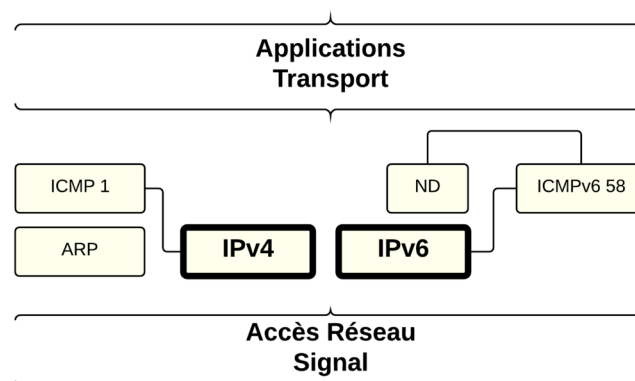 Applications
Transport
ICMP 1
ND
ICMPv6 58
ARP
IPv4
IPv6
Accès Réseau
Signal